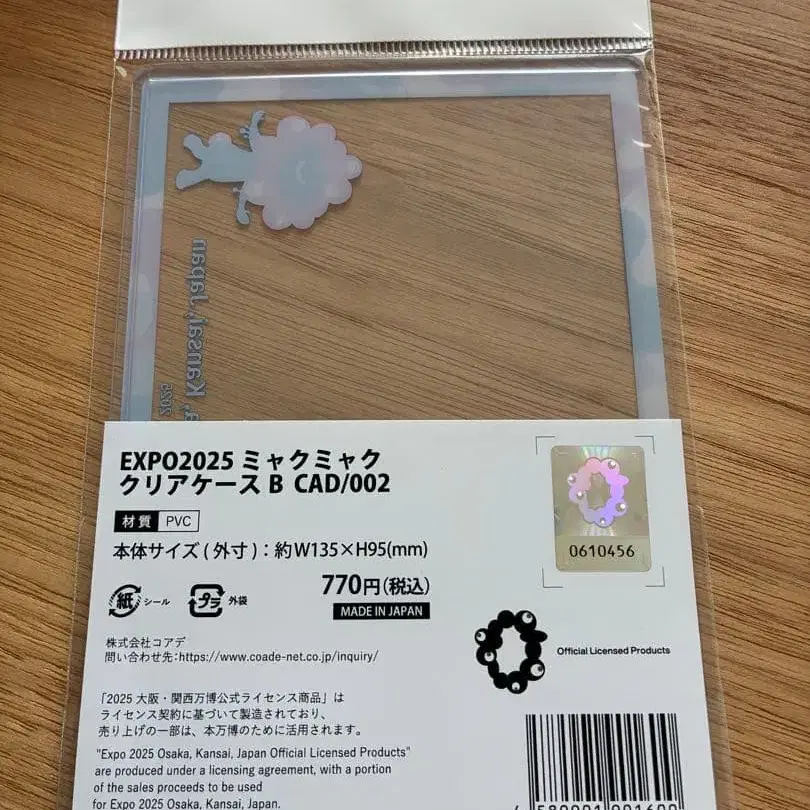 Kansai, Japan
2025
EXPO2025 ミャクミャク
クリアケース B CAD/002
材質 PVC
本体サイズ ( 外寸 ) : 約 W135×H95(mm)
紙 シール プラ 外袋
770円(税込)
MADE IN JAPAN
0610456
株式会社コアデ
問い合わせ先:https://www.coade-net.co.jp/inquiry/
Official Licensed Products
「2025 大阪・関西万博公式ライセンス商品」は
ライセンス契約に基づいて製造されており、
売り上げの一部は、本万博のために活用されます。
"Expo 2025 Osaka, Kansai, Japan Official Licensed Products"
are produced under a licensing agreement, with a portion
of the sales proceeds to be used
for Expo 2025 Osaka, Kansai, Japan.